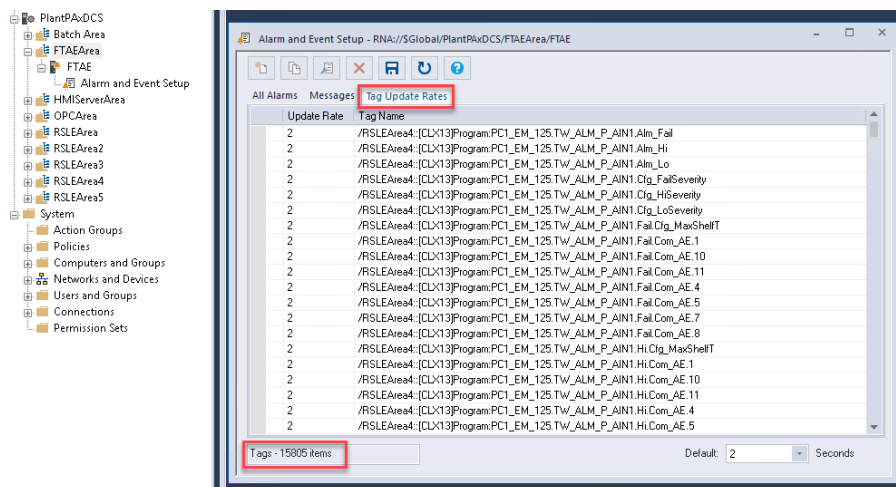 PlantPAxDCS
Batch Area
FTAEArea
FTAE
Alarm and Event Setup
HMIServerArea
OPCArea
RSLEArea
RSLEArea2
RSLEArea3
RSLEArea4
RSLEArea5
System
Action Groups
Policies
Computers and Groups
Networks and Devices
Users and Groups
Connections
Permission Sets
Alarm and Event Setup - RNA://$Global/PlantPAxDCS/FTAEArea/FTAE
All Alarms Messages Tag Update Rates
Update Rate Tag Name
2 /RSLEArea4::[CLX13]Program:PC1_EM_125.TW_ALM_P_AIN1.Alm_Fail
2 /RSLEArea4::[CLX13]Program:PC1_EM_125.TW_ALM_P_AIN1.Alm_Hi
2 /RSLEArea4::[CLX13]Program:PC1_EM_125.TW_ALM_P_AIN1.Alm_Lo
2 /RSLEArea4::[CLX13]Program:PC1_EM_125.TW_ALM_P_AIN1.Cfg_FailSeverity
2 /RSLEArea4::[CLX13]Program:PC1_EM_125.TW_ALM_P_AIN1.Cfg_HiSeverity
2 /RSLEArea4::[CLX13]Program:PC1_EM_125.TW_ALM_P_AIN1.Cfg_LoSeverity
2 /RSLEArea4::[CLX13]Program:PC1_EM_125.TW_ALM_P_AIN1.Fail.Cfg_MaxShelfT
2 /RSLEArea4::[CLX13]Program:PC1_EM_125.TW_ALM_P_AIN1.Fail.Com_AE.1
2 /RSLEArea4::[CLX13]Program:PC1_EM_125.TW_ALM_P_AIN1.Fail.Com_AE.10
2 /RSLEArea4::[CLX13]Program:PC1_EM_125.TW_ALM_P_AIN1.Fail.Com_AE.11
2 /RSLEArea4::[CLX13]Program:PC1_EM_125.TW_ALM_P_AIN1.Fail.Com_AE.4
2 /RSLEArea4::[CLX13]Program:PC1_EM_125.TW_ALM_P_AIN1.Fail.Com_AE.5
2 /RSLEArea4::[CLX13]Program:PC1_EM_125.TW_ALM_P_AIN1.Fail.Com_AE.7
2 /RSLEArea4::[CLX13]Program:PC1_EM_125.TW_ALM_P_AIN1.Fail.Com_AE.8
2 /RSLEArea4::[CLX13]Program:PC1_EM_125.TW_ALM_P_AIN1.Hi.Cfg_MaxShelfT
2 /RSLEArea4::[CLX13]Program:PC1_EM_125.TW_ALM_P_AIN1.Hi.Com_AE.1
2 /RSLEArea4::[CLX13]Program:PC1_EM_125.TW_ALM_P_AIN1.Hi.Com_AE.10
2 /RSLEArea4::[CLX13]Program:PC1_EM_125.TW_ALM_P_AIN1.Hi.Com_AE.11
2 /RSLEArea4::[CLX13]Program:PC1_EM_125.TW_ALM_P_AIN1.Hi.Com_AE.4
2 /RSLEArea4::[CLX13]Program:PC1_EM_125.TW_ALM_P_AIN1.Hi.Com_AE.5
Tags - 15805 items Default: 2 Seconds